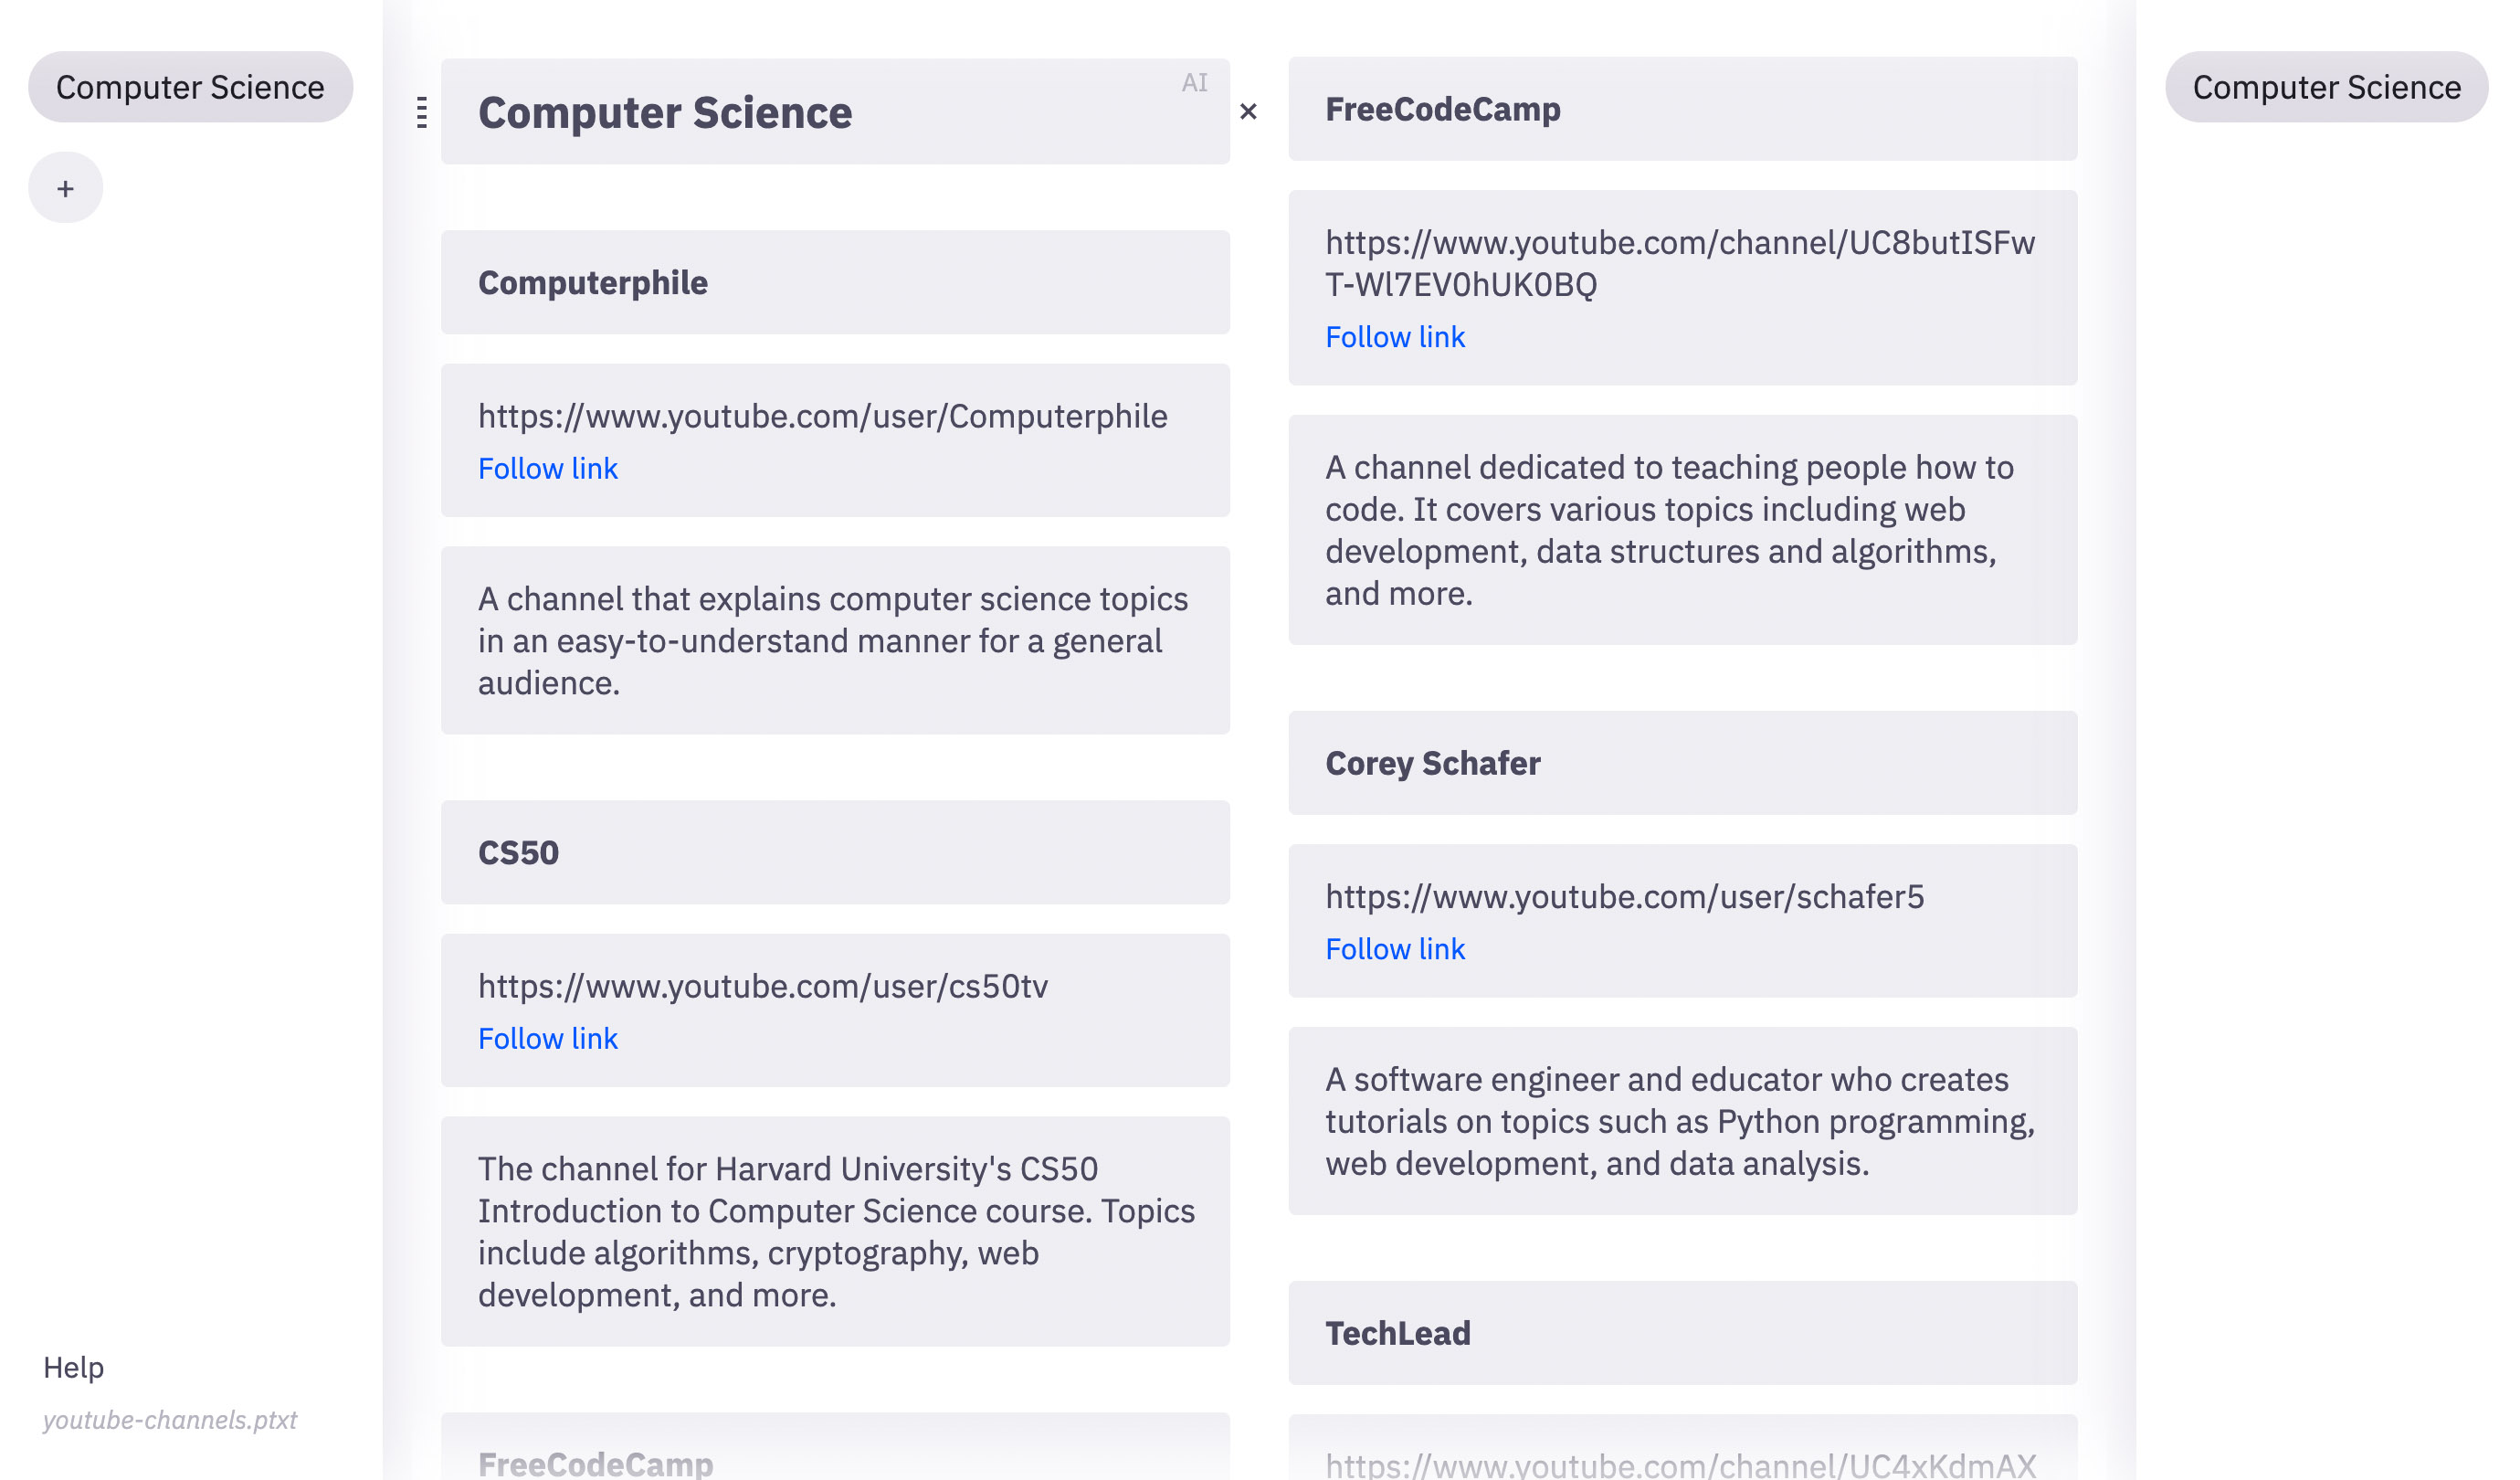 Computer Science
+
Help
youtube-channels.ptxt
AI
Computer Science
×
Computerphile
https://www.youtube.com/user/Computerphile
Follow link
A channel that explains computer science topics
in an easy-to-understand manner for a general
audience.
CS50
https://www.youtube.com/user/cs50tv
Follow link
The channel for Harvard University's CS50
Introduction to Computer Science course. Topics
include algorithms, cryptography, web
development, and more.
FreeCodeCamp
FreeCodeCamp
https://www.youtube.com/channel/UC8butISFw
T-Wl7EV0hUK0BQ
Follow link
A channel dedicated to teaching people how to
code. It covers various topics including web
development, data structures and algorithms,
and more.
Corey Schafer
https://www.youtube.com/user/schafer5
Follow link
A software engineer and educator who creates
tutorials on topics such as Python programming,
web development, and data analysis.
TechLead
https://www.youtube.com/channel/UC4xKdmAX
Computer Science